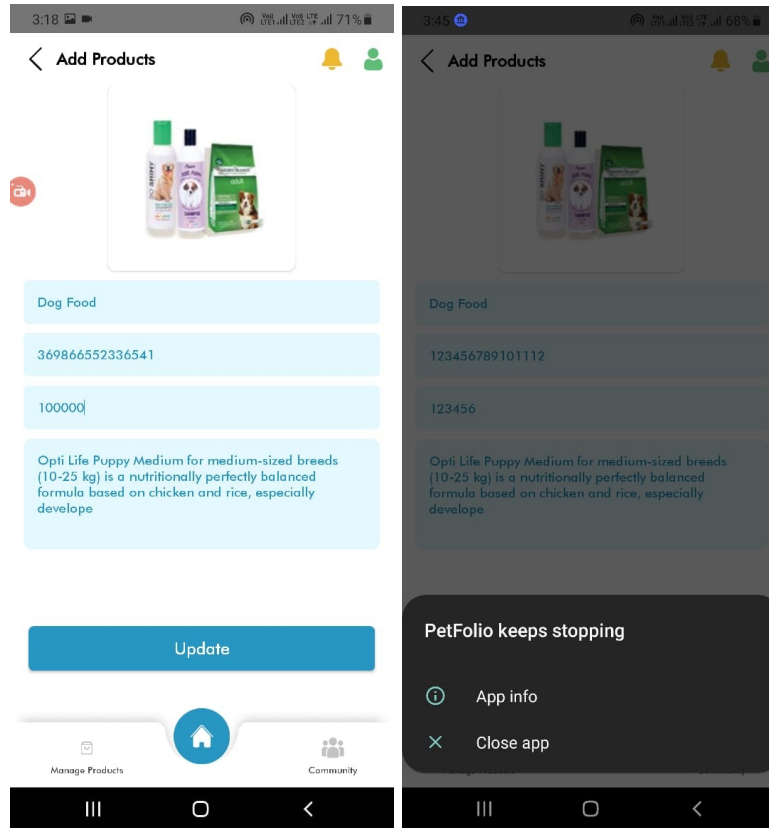 3:18
71%
Add Products
SO SHINY
adult
Dog Food
369866552336541
100000
Opti Life Puppy Medium for medium-sized breeds
(10-25 kg) is a nutritionally perfectly balanced
formula based on chicken and rice, especially
develope
Update
Manage Products
Community
3:45
68%
Add Products
Dog Food
123456789101112
123456
Opti Life Puppy Medium for medium-sized breeds
(10-25 kg) is a nutritionally perfectly balanced
formula based on chicken and rice, especially
develope
PetFolio keeps stopping
App info
Close app